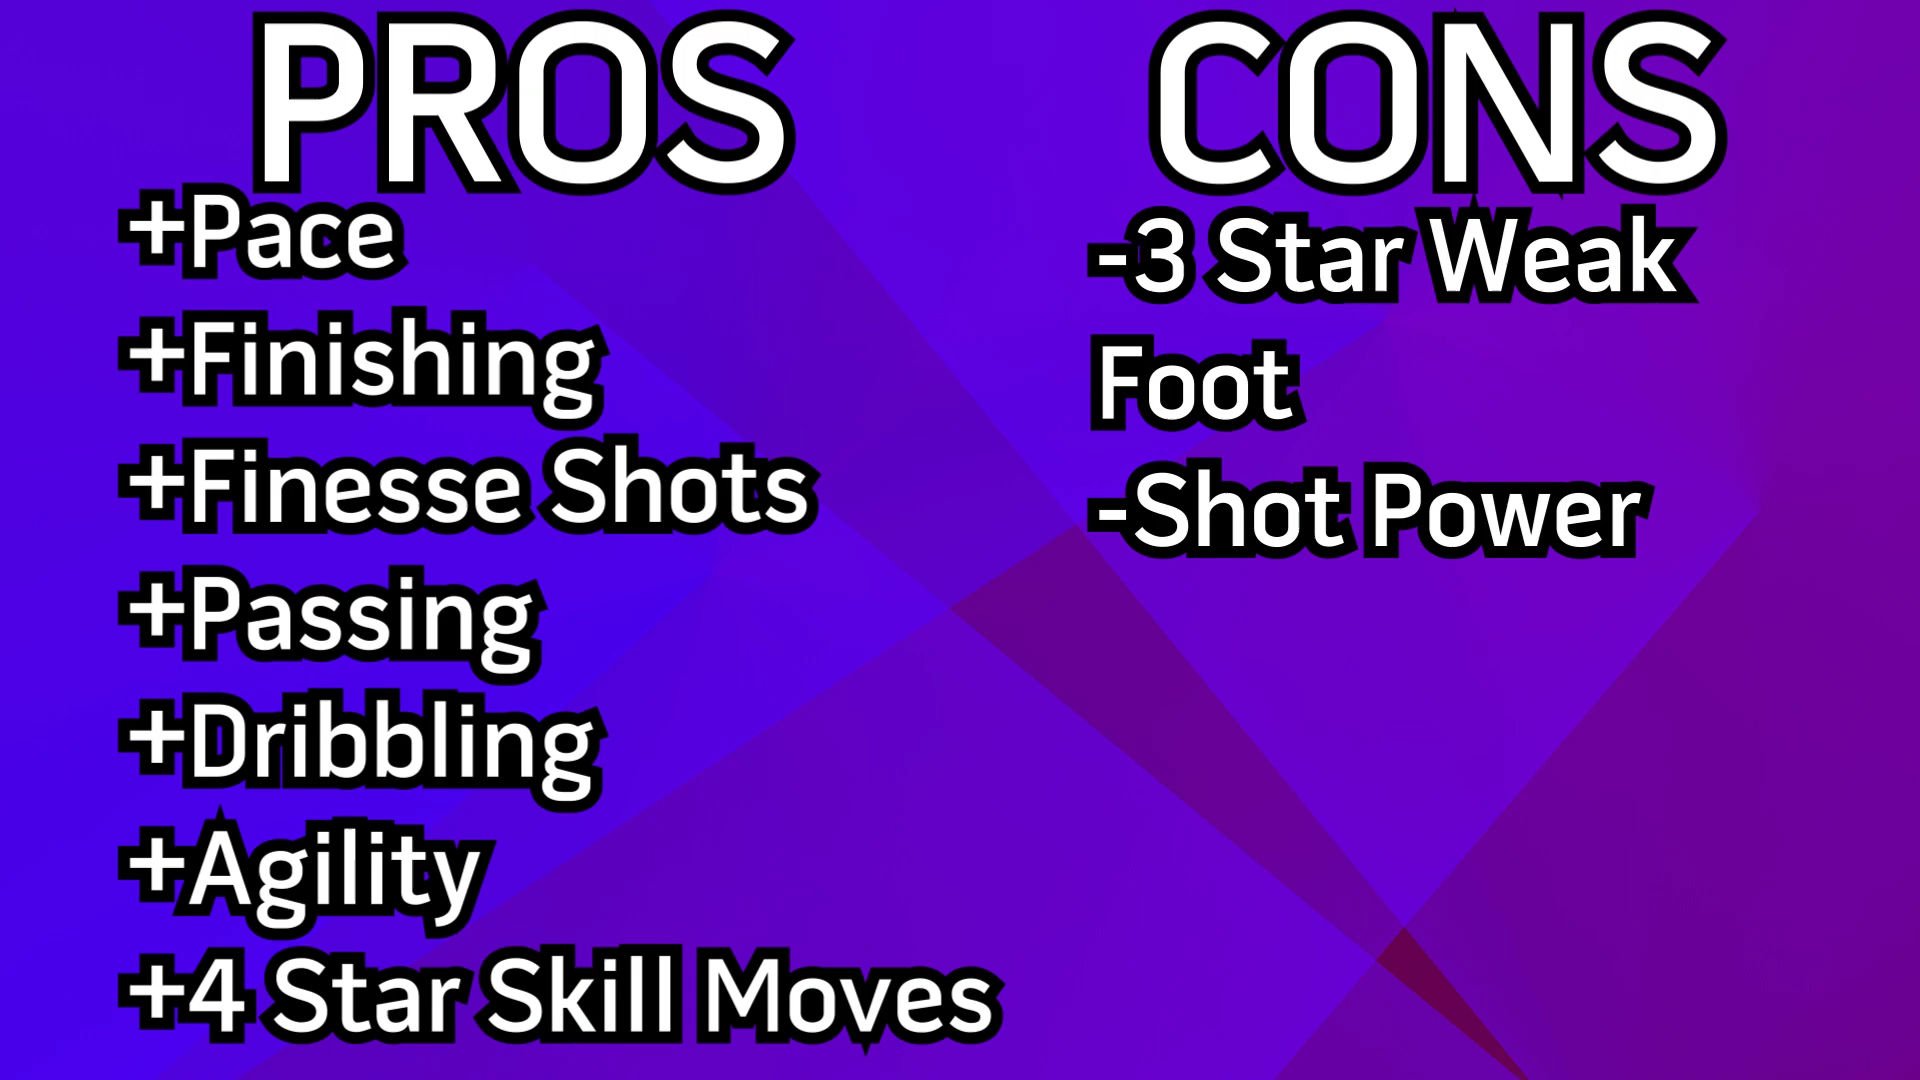 PROS
+Pace
+Finishing
+Finesse Shots
+Passing
+Dribbling
+Agility
+4 Star Skill Moves
CONS
-3 Star Weak
Foot
-Shot Power